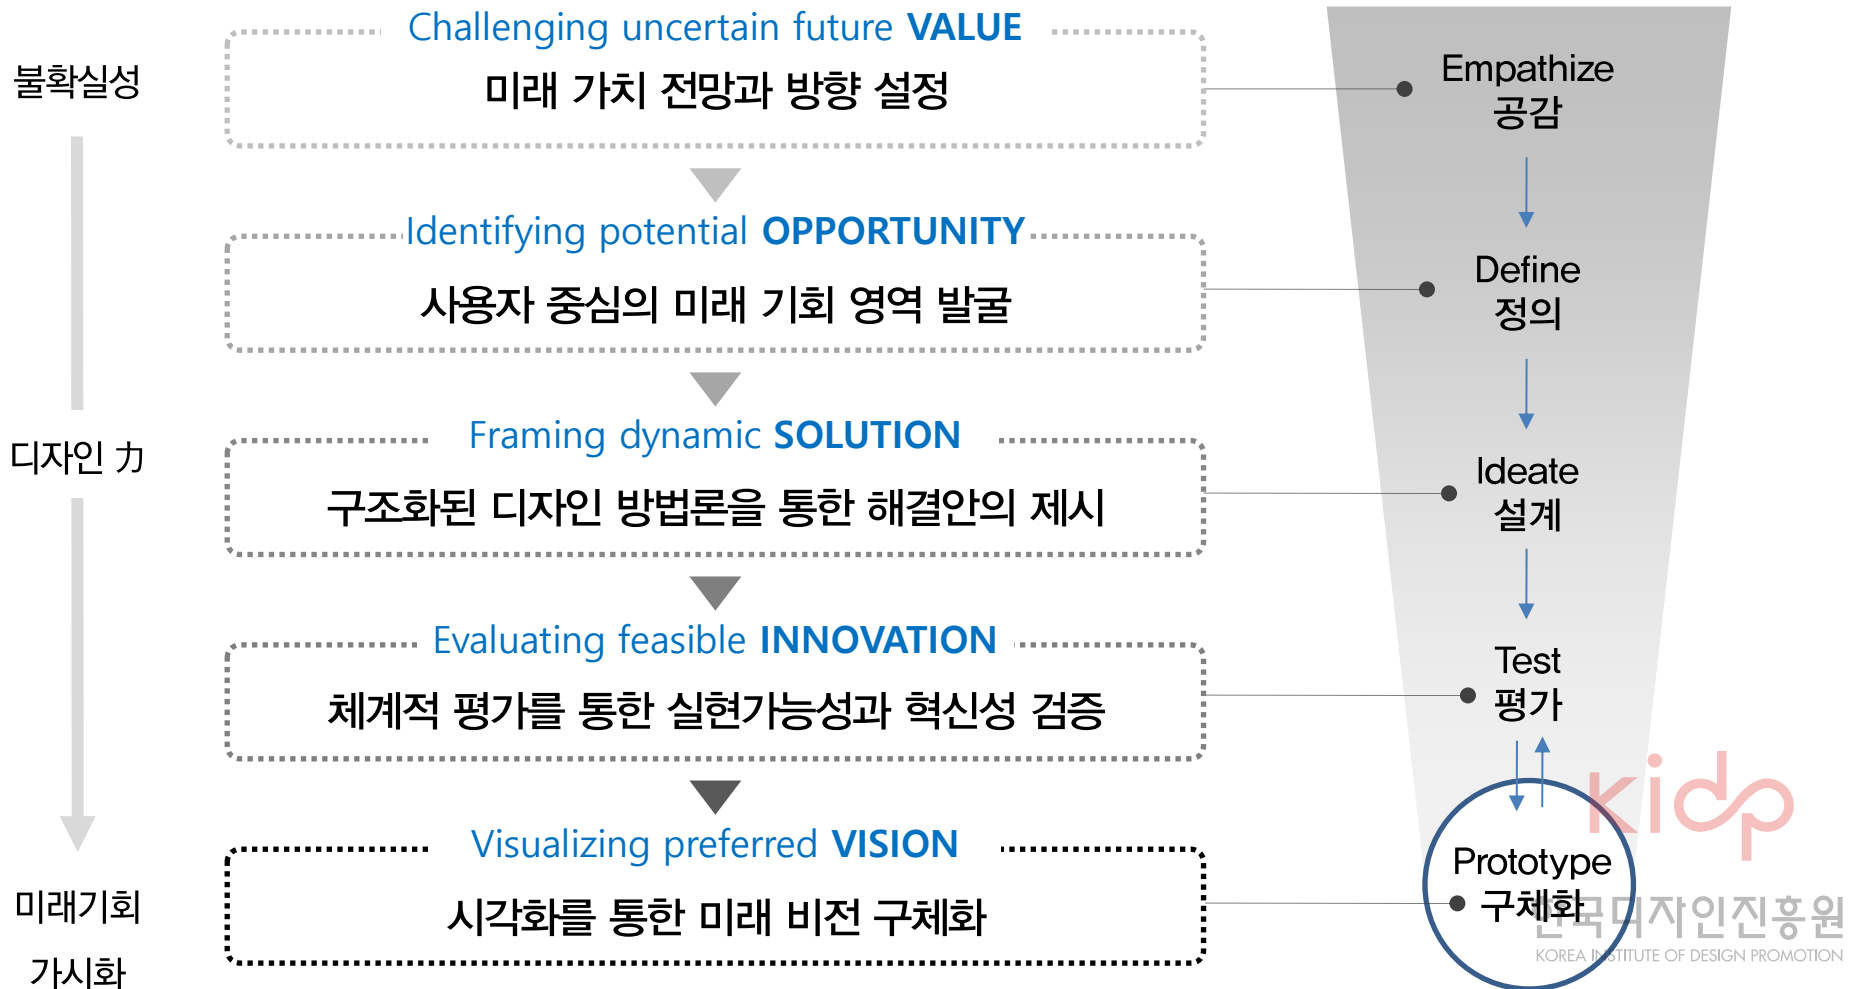 불확실성
디자인 力
미래기회
가시화
Challenging uncertain future VALUE
미래 가치 전망과 방향 설정
Identifying potential OPPORTUNITY
사용자 중심의 미래 기회 영역 발굴
Framing dynamic SOLUTION
구조화된 디자인 방법론을 통한 해결안의 제시
Evaluating feasible INNOVATION
체계적 평가를 통한 실현가능성과 혁신성 검증
Visualizing preferred VISION
시각화를 통한 미래 비전 구체화
Empathize
공감
Define
정의
Ideate
설계
Test
평가
Prototype
구체화
kidp
한국디자인진흥원
KOREA INSTITUTE OF DESIGN PROMOTION